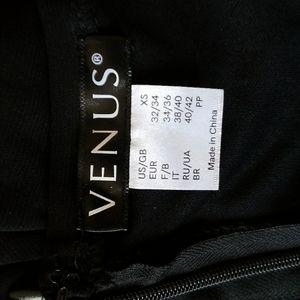 VENUS®
US/GB XS
EUR 32/34
F/B 34/36
IT 38/40
RU/UA 40/42
BR PP
Made in China